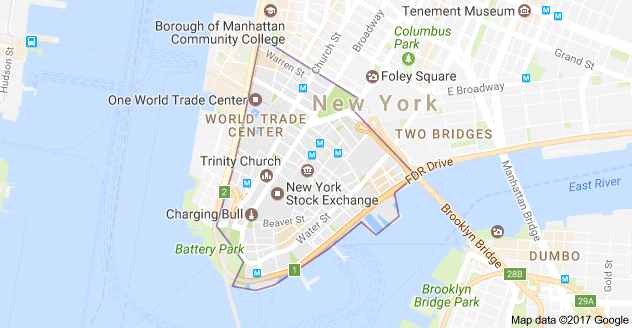 Borough of Manhattan
Community College
Tenement Museum
Hudson St
Warren St
Church St
Broadway
Columbus
Park
Grand St
Foley Square
E Broadway
One World Trade Center
New York
WORLD TRADE
CENTER
TWO BRIDGES
Trinity Church
FDR Drive
2
New York
Stock Exchange
Manhattan Bridge
East River
Charging Bull
Beaver St
Water St
Brooklyn Bridge
Battery Park
DUMBO
Gold St
1
28B
Brooklyn
Bridge Park
29A
Map data ©2017 Google